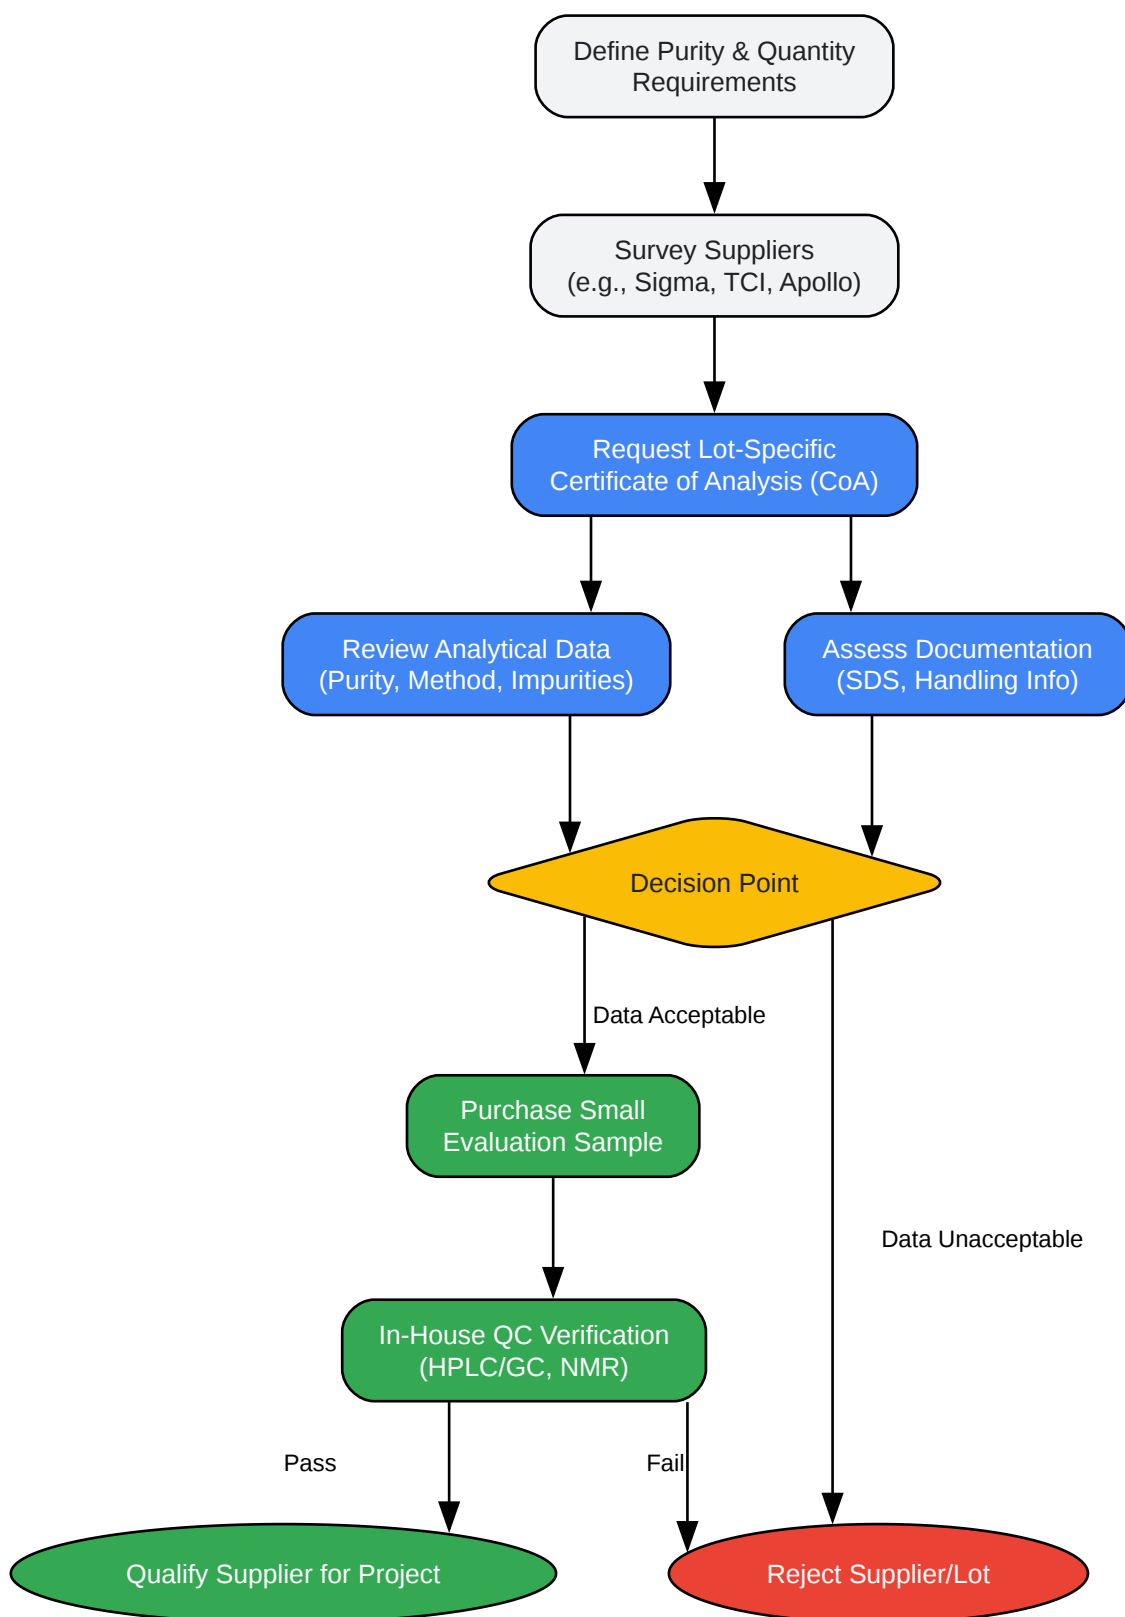 Define Purity & Quantity
Requirements
Survey Suppliers
(e.g., Sigma, TCI, Apollo)
Request Lot-Specific
Certificate of Analysis (CoA)
Review Analytical Data
(Purity, Method, Impurities)
Assess Documentation
(SDS, Handling Info)
Decision Point
Data Acceptable
Purchase Small
Evaluation Sample
Data Unacceptable
In-House QC Verification
(HPLC/GC, NMR)
Pass
Fail
Qualify Supplier for Project
Reject Supplier/Lot